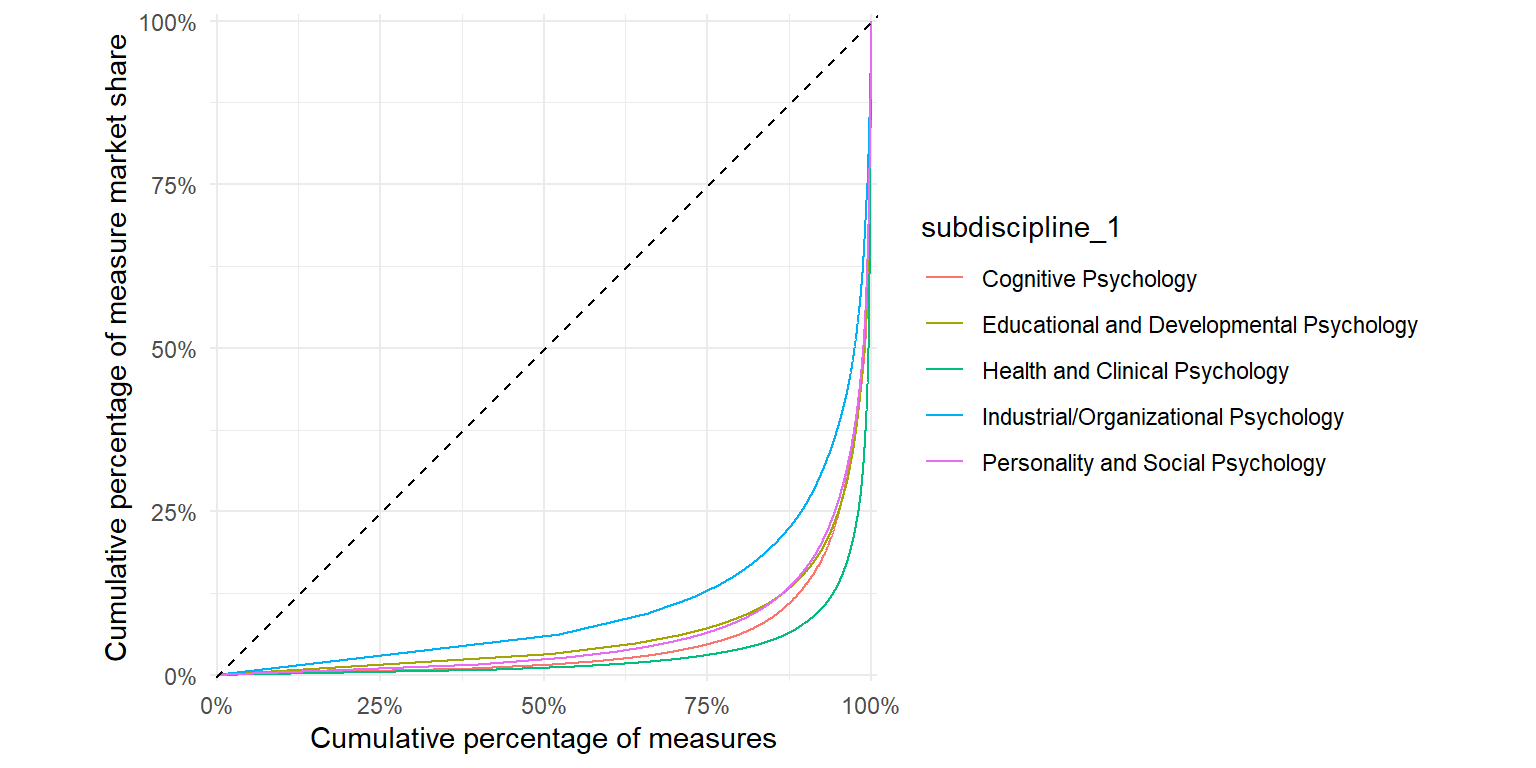 100%
75%
50%
25%
0%
Cumulative percentage of measure market share
0%
25%
50%
75%
100%
Cumulative percentage of measures
subdiscipline_1
Cognitive Psychology
Educational and Developmental Psychology
Health and Clinical Psychology
Industrial/Organizational Psychology
Personality and Social Psychology